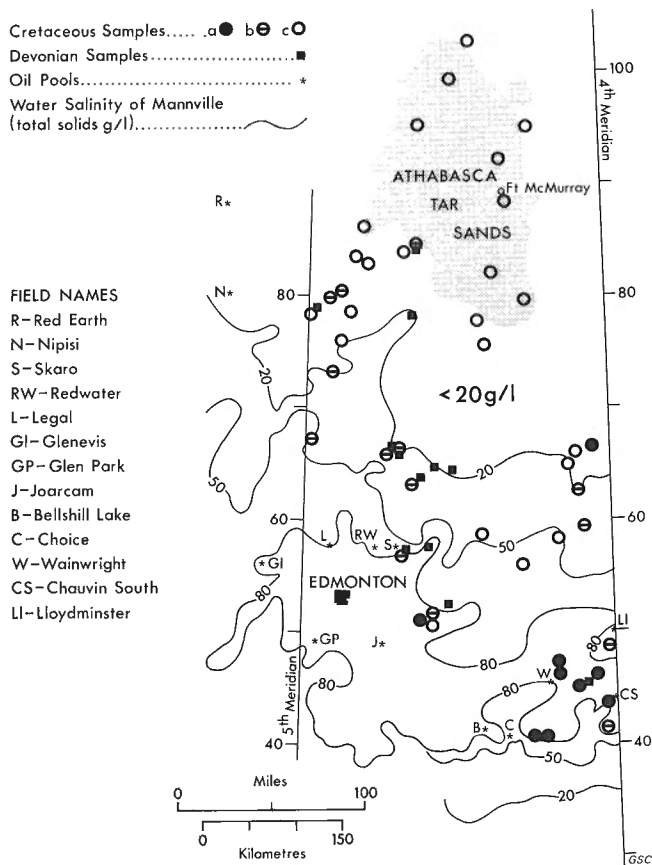 Cretaceous Samples..... .a● b⊖ c○
Devonian Samples.....................■
Oil Pools..............................*
Water Salinity of Mannville
(total solids g/l)................
100
4th Meridian
ATHABASCA
Ft McMurray
TAR
SANDS
R*
N*
80
80
FIELD NAMES
R–Red Earth
N–Nipisi
S–Skaro
RW–Redwater
L–Legal
Gl–Glenevis
GP–Glen Park
J–Joarcam
B–Bellshill Lake
C–Choice
W–Wainwright
CS–Chauvin South
Ll–Lloydminster
20
<20g/l
50
20
60
60
L*
RW*
S*
50
*Gl
EDMONTON
80
Ll
80
*GP
J*
80
W*
CS
80
80
5th Meridian
B*
C*
40
40
50
20
Miles
0
100
0
150
Kilometres
GSC